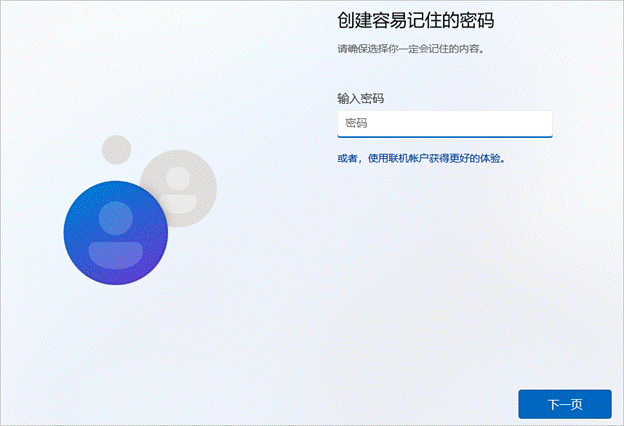 创建容易记住的密码
请确保选择你一定会记住的内容。
输入密码
密码
或者，使用联机帐户获得更好的体验。
下一页